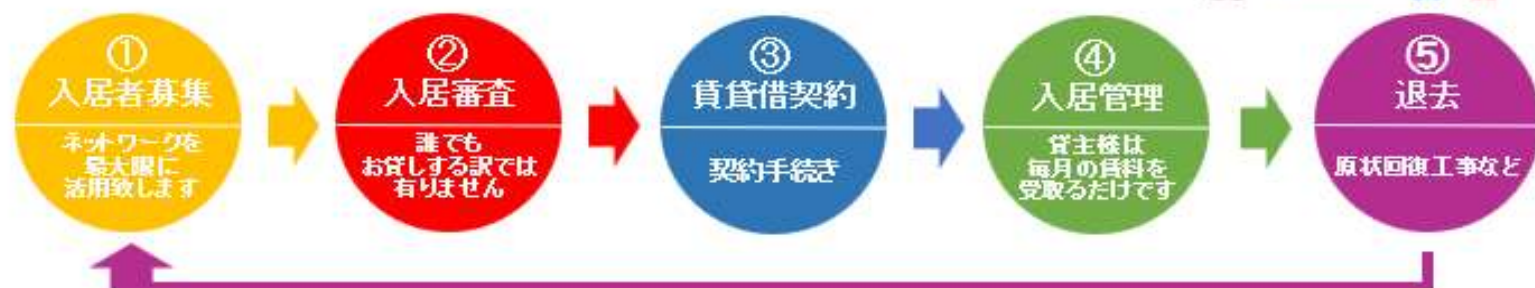 ①
入居者募集
ネットワークを
最大限に
活用致します
②
入居審査
誰でも
お貸しする訳では
有りません
③
賃貸借契約
契約手続き
④
入居管理
貸主様は
毎月の賃料を
受取るだけです
⑤
退去
原状回復工事など